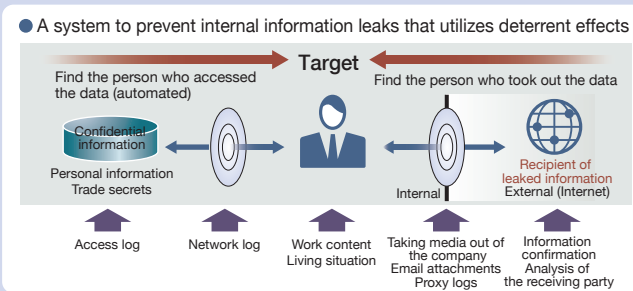 ● A system to prevent internal information leaks that utilizes deterrent effects
Target
Find the person who accessed
the data (automated)
Find the person who took out the data
Confidential
information
Personal information
Trade secrets
Internal
Recipient of
leaked information
External (Internet)
Access log
Network log
Work content
Living situation
Taking media out of
the company
Email attachments
Proxy logs
Information
confirmation
Analysis of
the receiving party